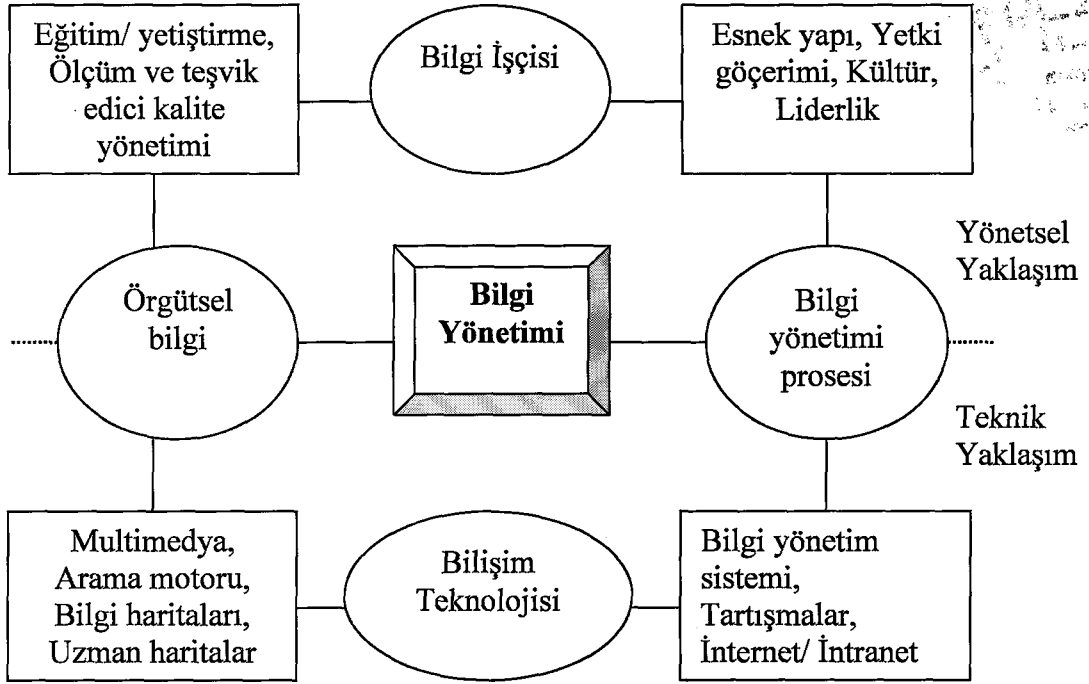 Eğitim/ yetiştirme,
Ölçüm ve teşvik
edici kalite
yönetimi
Bilgi İşçisi
Esnek yapı, Yetki
göçerimi, Kültür,
Liderlik
Yönetsel
Yaklaşım
Örgütsel
bilgi
Bilgi
Yönetimi
Bilgi
yönetimi
prosesi
Teknik
Yaklaşım
Multimedya,
Arama motoru,
Bilgi haritaları,
Uzman haritalar
Bilişim
Teknolojisi
Bilgi yönetim
sistemi,
Tartışmalar,
İnternet/ İntranet